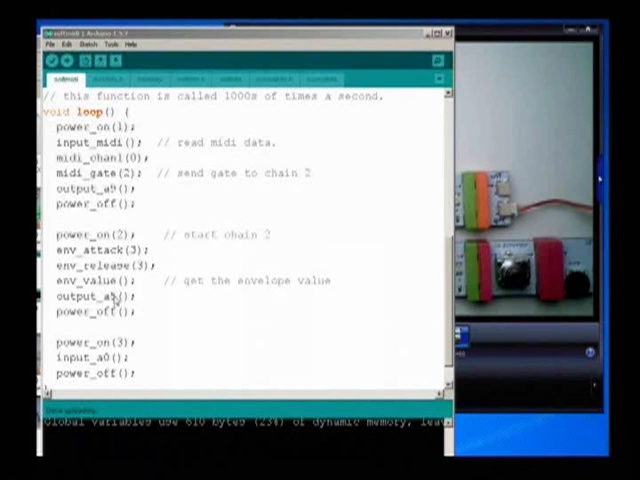 File Edit Sketch Tools Help
// this function is called 1000s of times a second.
void loop() {
power_on(1);
input_midi(); // read midi data.
midi_chan1(0);
midi_gate(2); // send gate to chain 2
output_a9();
power_off();
power_on(2); // start chain 2
env_attack(3);
env_release(3);
env_value(); // get the envelope value
output_a5();
power_off();
power_on(3);
input_a0();
power_off();
Done uploading.
Global variables use 610 bytes (23%) of dynamic memory, leav